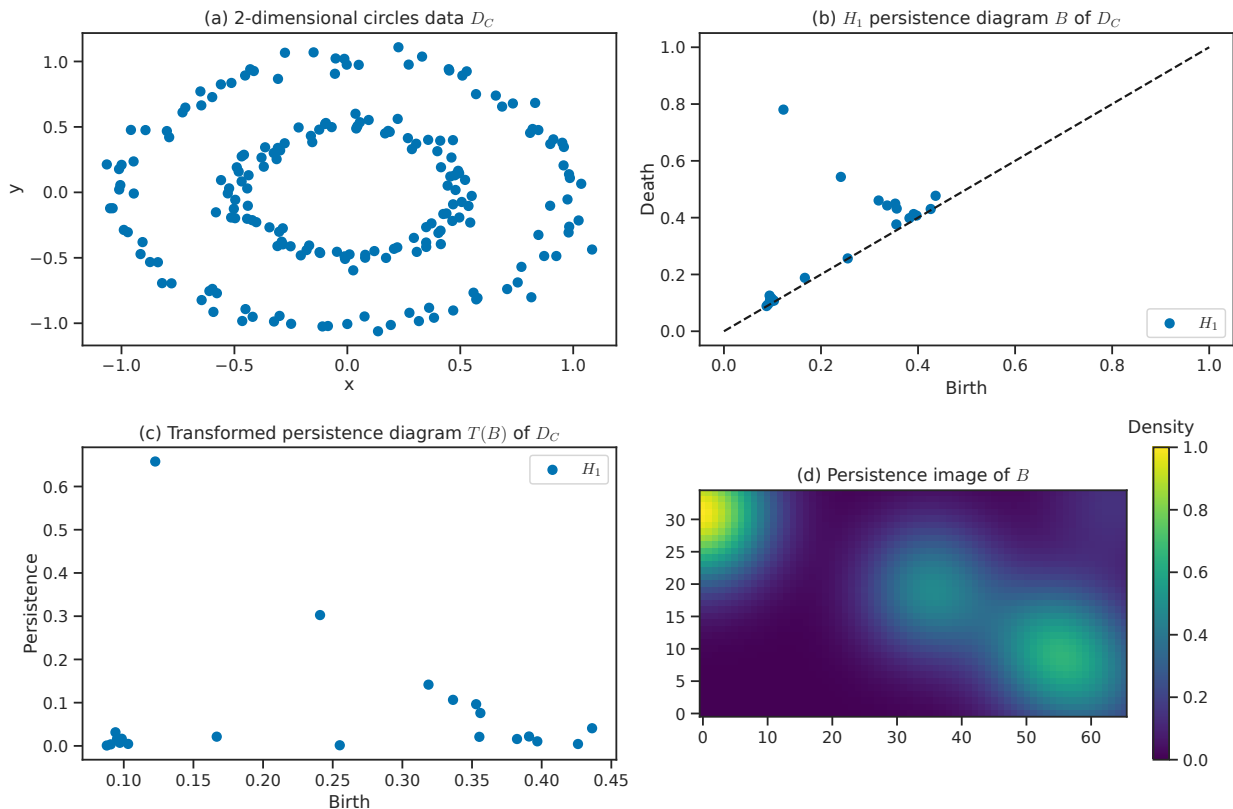 (a) 2-dimensional circles data D_C
1.0
0.5
0.0
−0.5
−1.0
y
−1.0 −0.5 0.0 0.5 1.0
x
(b) H_1 persistence diagram B of D_C
1.0
0.8
0.6
0.4
0.2
0.0
Death
H_1
0.0 0.2 0.4 0.6 0.8 1.0
Birth
(c) Transformed persistence diagram T(B) of D_C
H_1
0.6
0.5
0.4
0.3
0.2
0.1
0.0
Persistence
0.10 0.15 0.20 0.25 0.30 0.35 0.40 0.45
Birth
(d) Persistence image of B
30
25
20
15
10
5
0
0 10 20 30 40 50 60
Density
1.0
0.8
0.6
0.4
0.2
0.0